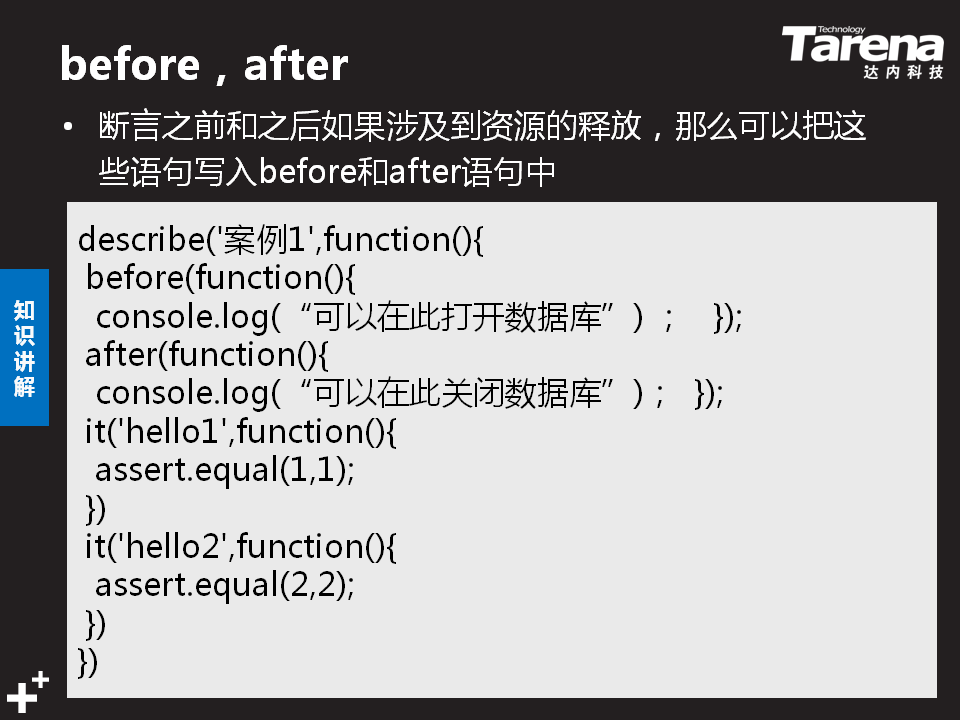 before，after
Technology
Tarena
达内科技
• 断言之前和之后如果涉及到资源的释放，那么可以把这
些语句写入before和after语句中
知识讲解
describe('案例1',function(){
before(function(){
console.log(“可以在此打开数据库”)； });
after(function(){
console.log(“可以在此关闭数据库”)； });
it('hello1',function(){
assert.equal(1,1);
})
it('hello2',function(){
assert.equal(2,2);
})
})